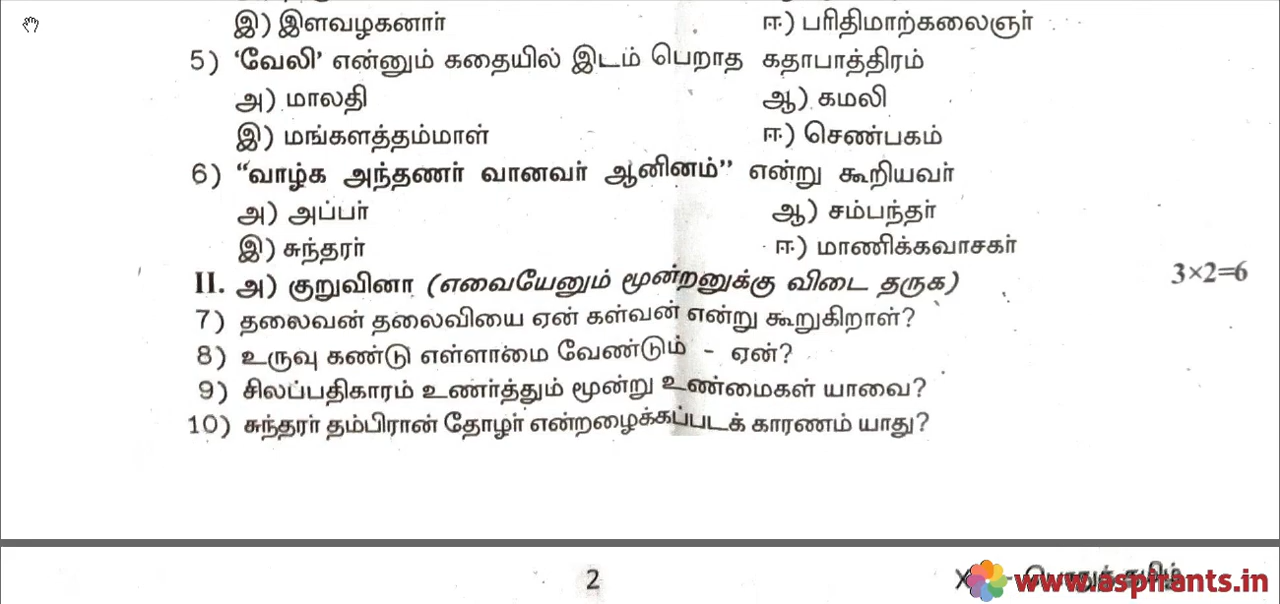 இ) இளவழகனார் ஈ) பரிதிமாற்கலைஞர்
5) 'வேலி' என்னும் கதையில் இடம் பெறாத கதாபாத்திரம்
அ) மாலதி ஆ) கமலி
இ) மங்களத்தம்மாள் ஈ) செண்பகம்
6) “வாழ்க அந்தணர் வானவர் ஆனினம்” என்று கூறியவர்
அ) அப்பர் ஆ) சம்பந்தர்
இ) சுந்தரர் ஈ) மாணிக்கவாசகர்
II. அ) குறுவினா (எவையேனும் மூன்றனுக்கு விடை தருக) 3×2=6
7) தலைவன் தலைவியை ஏன் கள்வன் என்று கூறுகிறாள்?
8) உருவு கண்டு எள்ளாமை வேண்டும் - ஏன்?
9) சிலப்பதிகாரம் உணர்த்தும் மூன்று உண்மைகள் யாவை?
10) சுந்தரர் தம்பிரான் தோழர் என்றழைக்கப்படக் காரணம் யாது?
2
www.aspirants.in